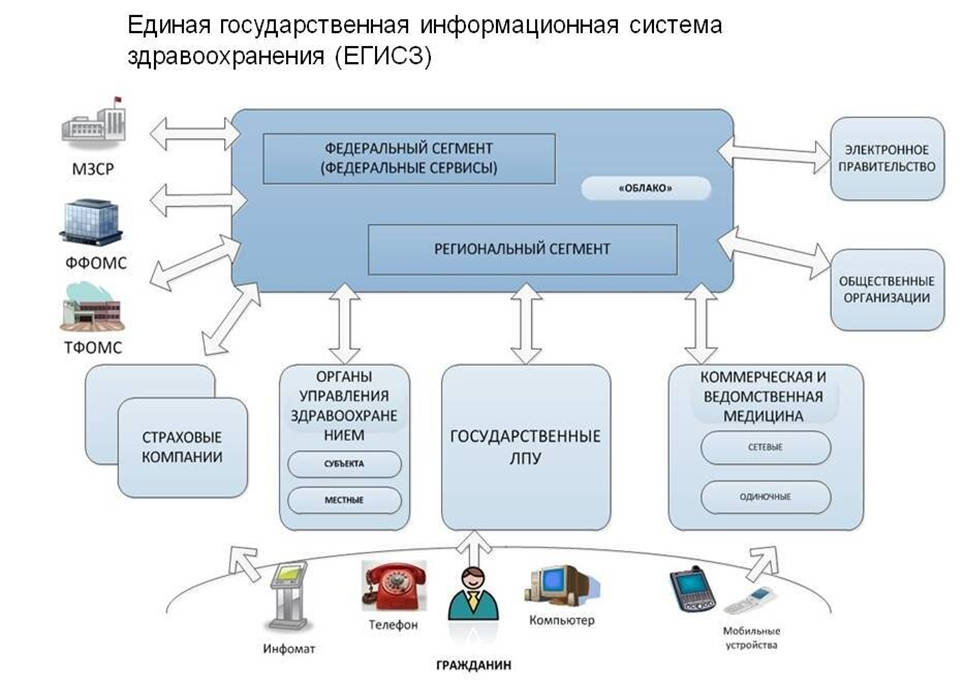 Единая государственная информационная система
здравоохранения (ЕГИСЗ)
МЗСР
ФФОМС
ТФОМС
ФЕДЕРАЛЬНЫЙ СЕГМЕНТ
(ФЕДЕРАЛЬНЫЕ СЕРВИСЫ)
«ОБЛАКО»
РЕГИОНАЛЬНЫЙ СЕГМЕНТ
ЭЛЕКТРОННОЕ
ПРАВИТЕЛЬСТВО
ОБЩЕСТВЕННЫЕ
ОРГАНИЗАЦИИ
СТРАХОВЫЕ
КОМПАНИИ
ОРГАНЫ
УПРАВЛЕНИЯ
ЗДРАВООХРАНЕ
НИЕМ
СУБЪЕКТА
МЕСТНЫЕ
ГОСУДАРСТВЕННЫЕ
ЛПУ
КОММЕРЧЕСКАЯ И
ВЕДОМСТВЕННАЯ
МЕДИЦИНА
СЕТЕВЫЕ
ОДИНОЧНЫЕ
Инфомат
Телефон
ГРАЖДАНИН
Компьютер
Мобильные
устройства